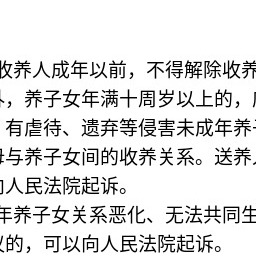 收养人成年以前，不得解除收养
，养子女年满十周岁以上的，
有虐待、遗弃等侵害未成年养
与养子女间的收养关系。送养
人民法院起诉。
年养子女关系恶化、无法共同生
的，可以向人民法院起诉。